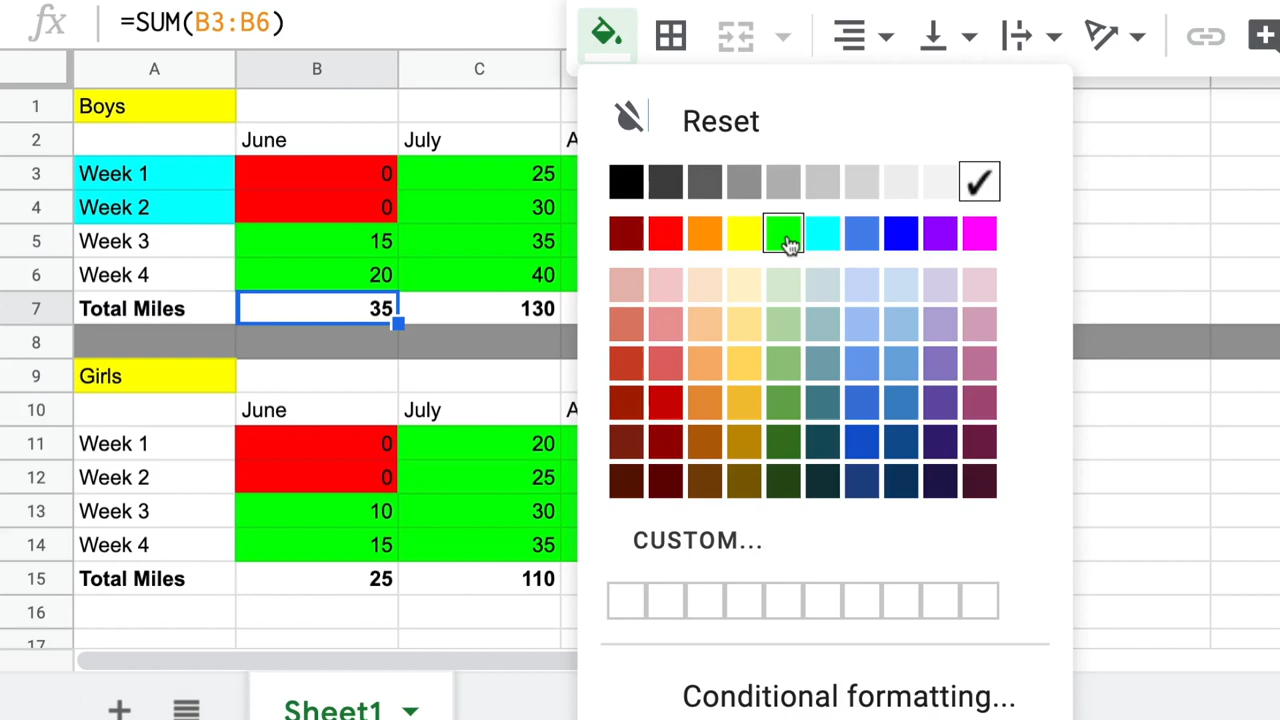 fx =SUM(B3:B6)
A B C
1 Boys
2 June July A
3 Week 1 0 25
4 Week 2 0 30
5 Week 3 15 35
6 Week 4 20 40
7 Total Miles 35 130
8
9 Girls
10 June July A
11 Week 1 0 20
12 Week 2 0 25
13 Week 3 10 30
14 Week 4 15 35
15 Total Miles 25 110
16
17
Sheet1
Reset
CUSTOM...
Conditional formatting...